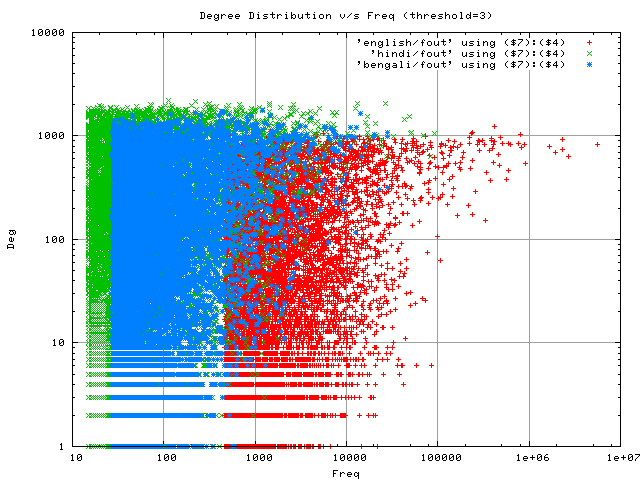 Degree Distribution v/s Freq (threshold=3)
'english/fout' using ($7):($4)
'hindi/fout' using ($7):($4)
'bengali/fout' using ($7):($4)
10000
1000
100
10
1
Deg
10 100 1000 10000 100000 1e+06 1e+07
Freq